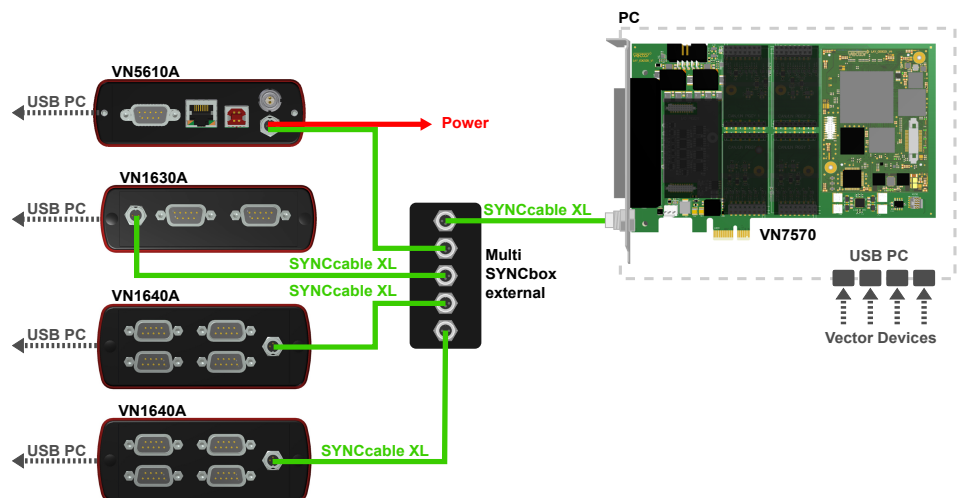 PC
VN5610A
USB PC
Power
VN1630A
USB PC
SYNCcable XL
VN7570
Multi
SYNCbox
external
SYNCcable XL
USB PC
SYNCcable XL
VN1640A
USB PC
Vector Devices
VN1640A
USB PC
SYNCcable XL